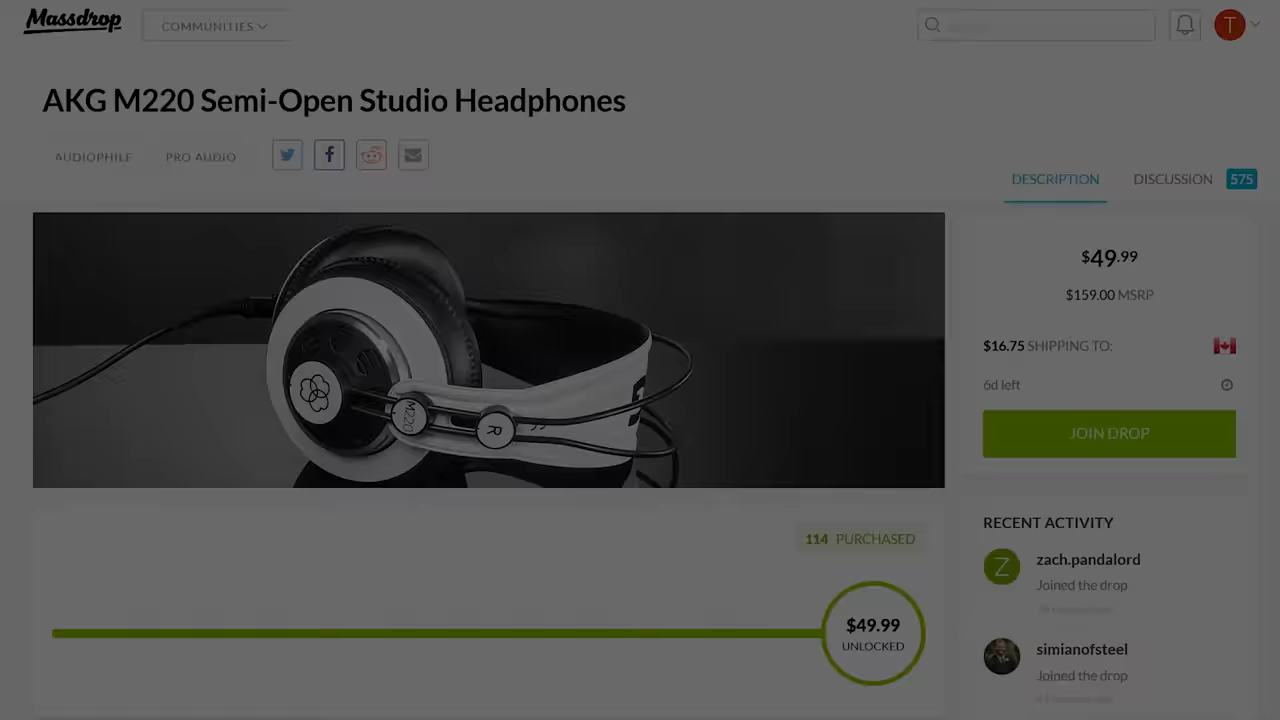 Massdrop
COMMUNITIES
T
AKG M220 Semi-Open Studio Headphones
AUDIOPHILE
PRO AUDIO
DESCRIPTION
DISCUSSION 575
$49.99
$159.00 MSRP
$16.75 SHIPPING TO:
6d left
JOIN DROP
M220
R
114 PURCHASED
$49.99
UNLOCKED
RECENT ACTIVITY
Z
zach.pandalord
Joined the drop
simianofsteel
Joined the drop